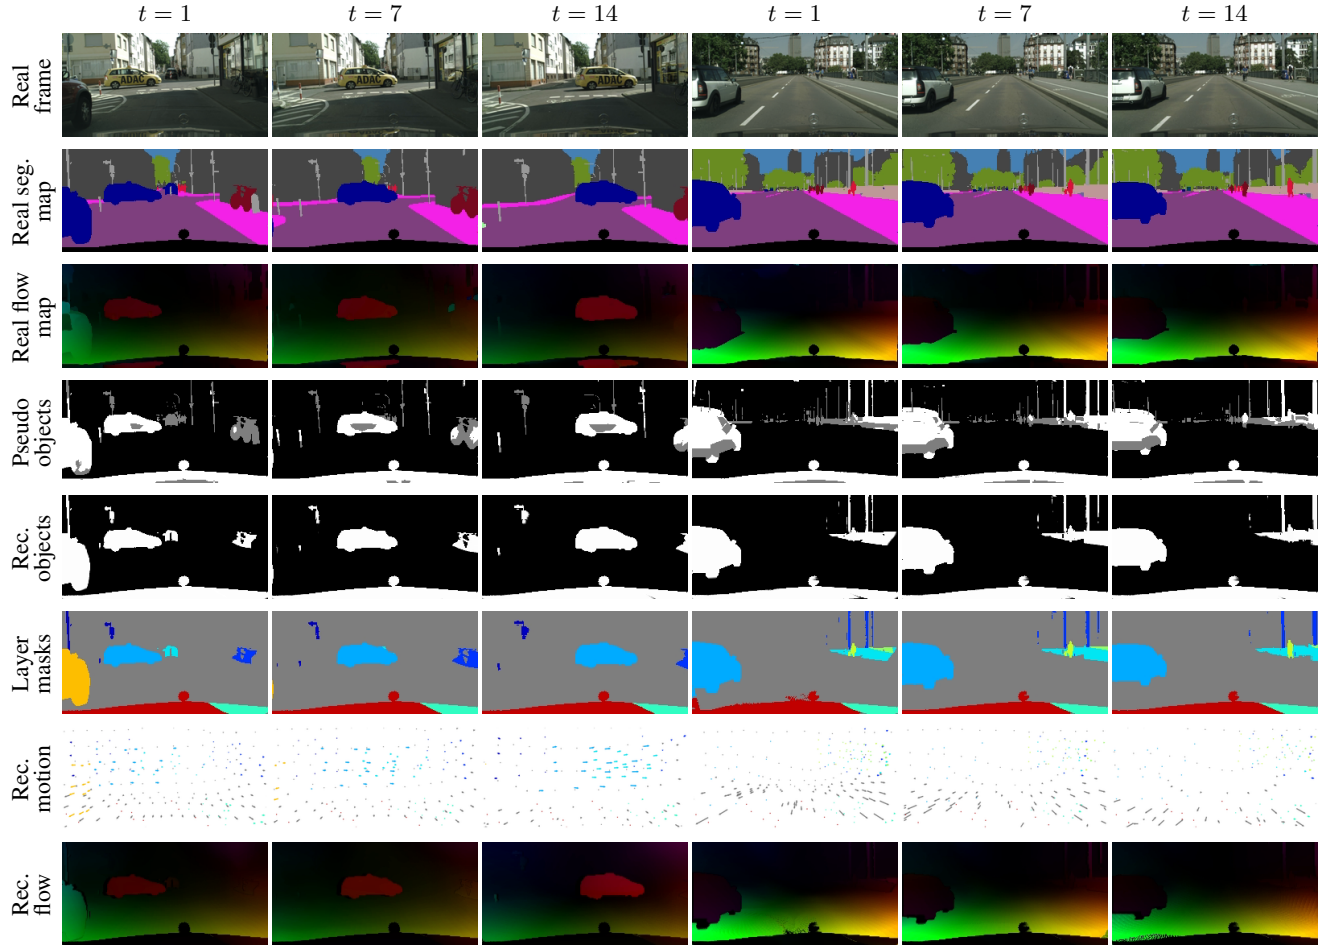 t = 1
t = 7
t = 14
t = 1
t = 7
t = 14
Real
frame
ADAC
ADAC
ADAC
Real seg.
map
Real flow
map
Pseudo
objects
Rec.
objects
Layer
masks
Rec.
motion
Rec.
flow